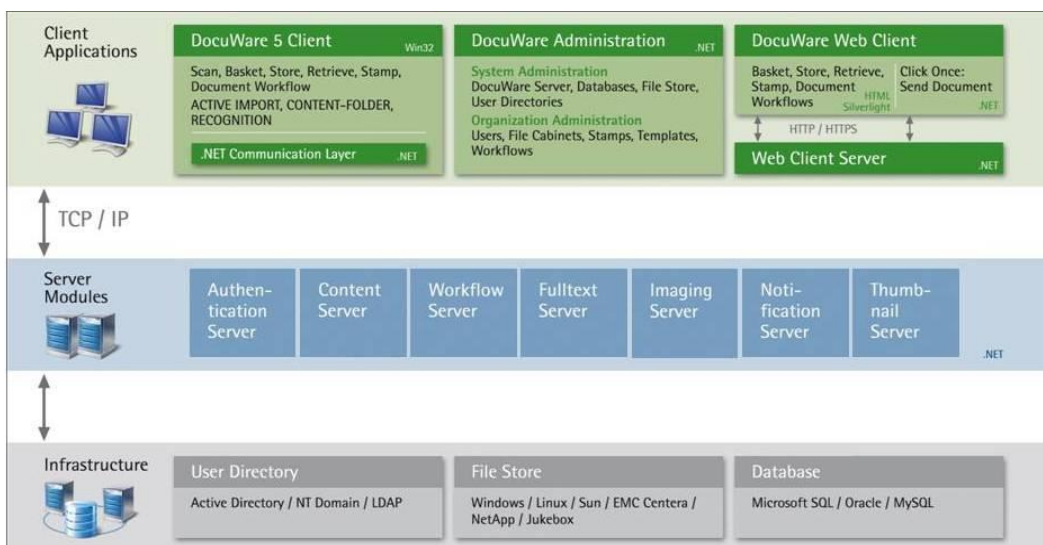 Client
Applications
DocuWare 5 Client
Win32
Scan, Basket, Store, Retrieve, Stamp,
Document Workflow
ACTIVE IMPORT, CONTENT-FOLDER,
RECOGNITION
.NET Communication Layer
.NET
DocuWare Administration
.NET
System Administration
DocuWare Server, Databases, File Store,
User Directories
Organization Administration
Users, File Cabinets, Stamps, Templates,
Workflows
DocuWare Web Client
Basket, Store, Retrieve,
Stamp, Document
Workflows
HTML
Silverlight
Click Once:
Send Document
.NET
HTTP / HTTPS
Web Client Server
.NET
TCP / IP
Server
Modules
Authen-
tication
Server
Content
Server
Workflow
Server
Fulltext
Server
Imaging
Server
Noti-
fication
Server
Thumb-
nail
Server
.NET
Infrastructure
User Directory
Active Directory / NT Domain / LDAP
File Store
Windows / Linux / Sun / EMC Centera /
NetApp / Jukebox
Database
Microsoft SQL / Oracle / MySQL